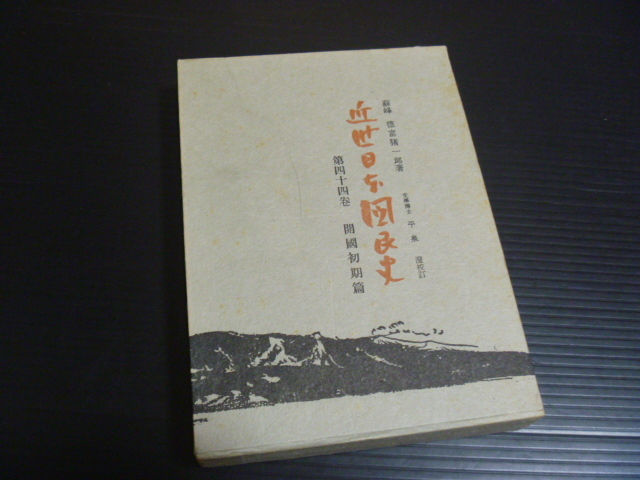 蘇峰 德富猪一郎著
近世日本國民史
文學博士 平泉 澄校訂
第四十四巻 開國初期篇